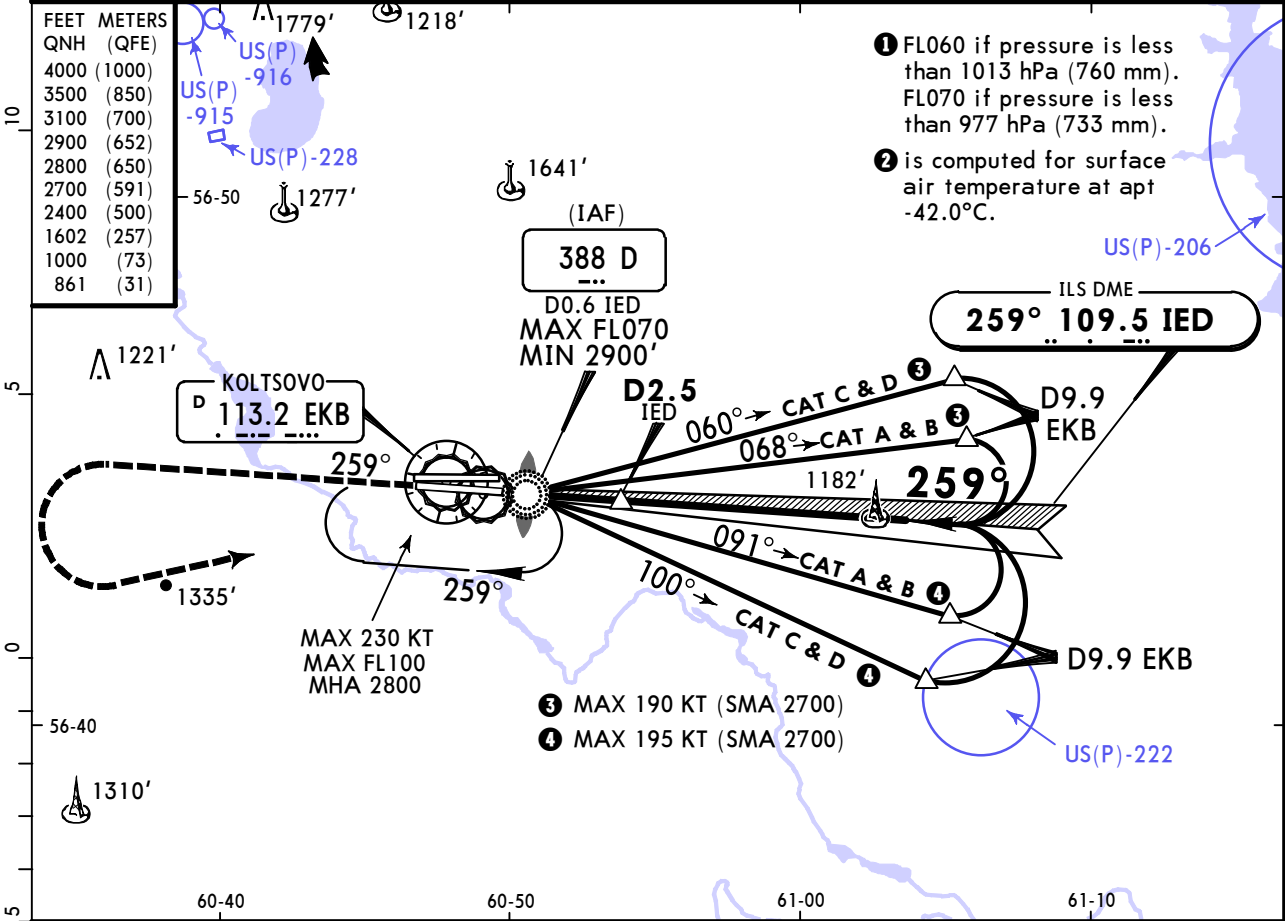 FEET METERS
QNH (QFE)
4000 (1000)
3500 (850)
3100 (700)
2900 (652)
2800 (650)
2700 (591)
2400 (500)
1602 (257)
1000 (73)
861 (31)
1779'
1218'
US(P)
-916
US(P)
-915
US(P)-228
10
56-50
1277'
1641'
❶ FL060 if pressure is less
than 1013 hPa (760 mm).
FL070 if pressure is less
than 977 hPa (733 mm).
❷ is computed for surface
air temperature at apt
-42.0°C.
US(P)-206
(IAF)
388 D
D0.6 IED
MAX FL070
MIN 2900'
ILS DME
259° 109.5 IED
1221'
5
KOLTSOVO
D 113.2 EKB
D2.5
IED
060° CAT C & D ❸
D9.9
EKB
068° CAT A & B ❸
259°
1182'
259°
091° CAT A & B ❹
259°
100° CAT C & D ❹
1335'
MAX 230 KT
MAX FL100
MHA 2800
0
D9.9 EKB
❸ MAX 190 KT (SMA 2700)
❹ MAX 195 KT (SMA 2700)
56-40
US(P)-222
1310'
5
60-40
60-50
61-00
61-10